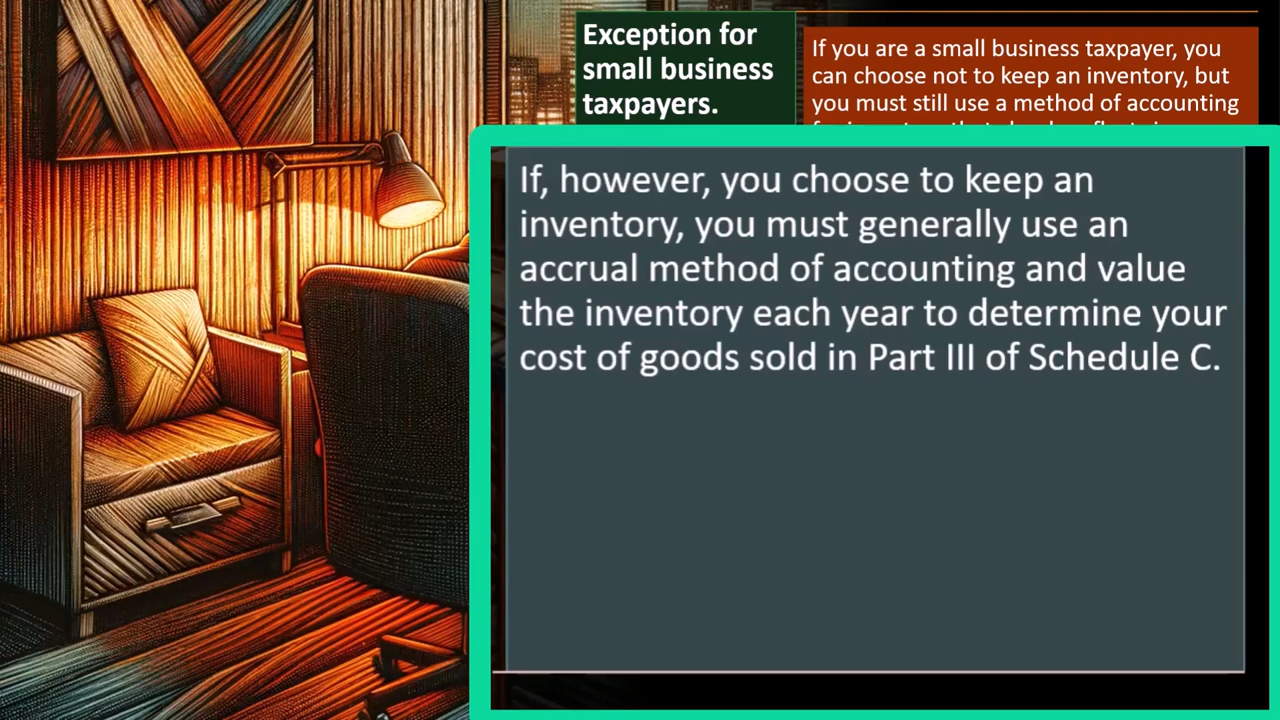 Exception for
small business
taxpayers.
If you are a small business taxpayer, you
can choose not to keep an inventory, but
you must still use a method of accounting
If, however, you choose to keep an
inventory, you must generally use an
accrual method of accounting and value
the inventory each year to determine your
cost of goods sold in Part III of Schedule C.